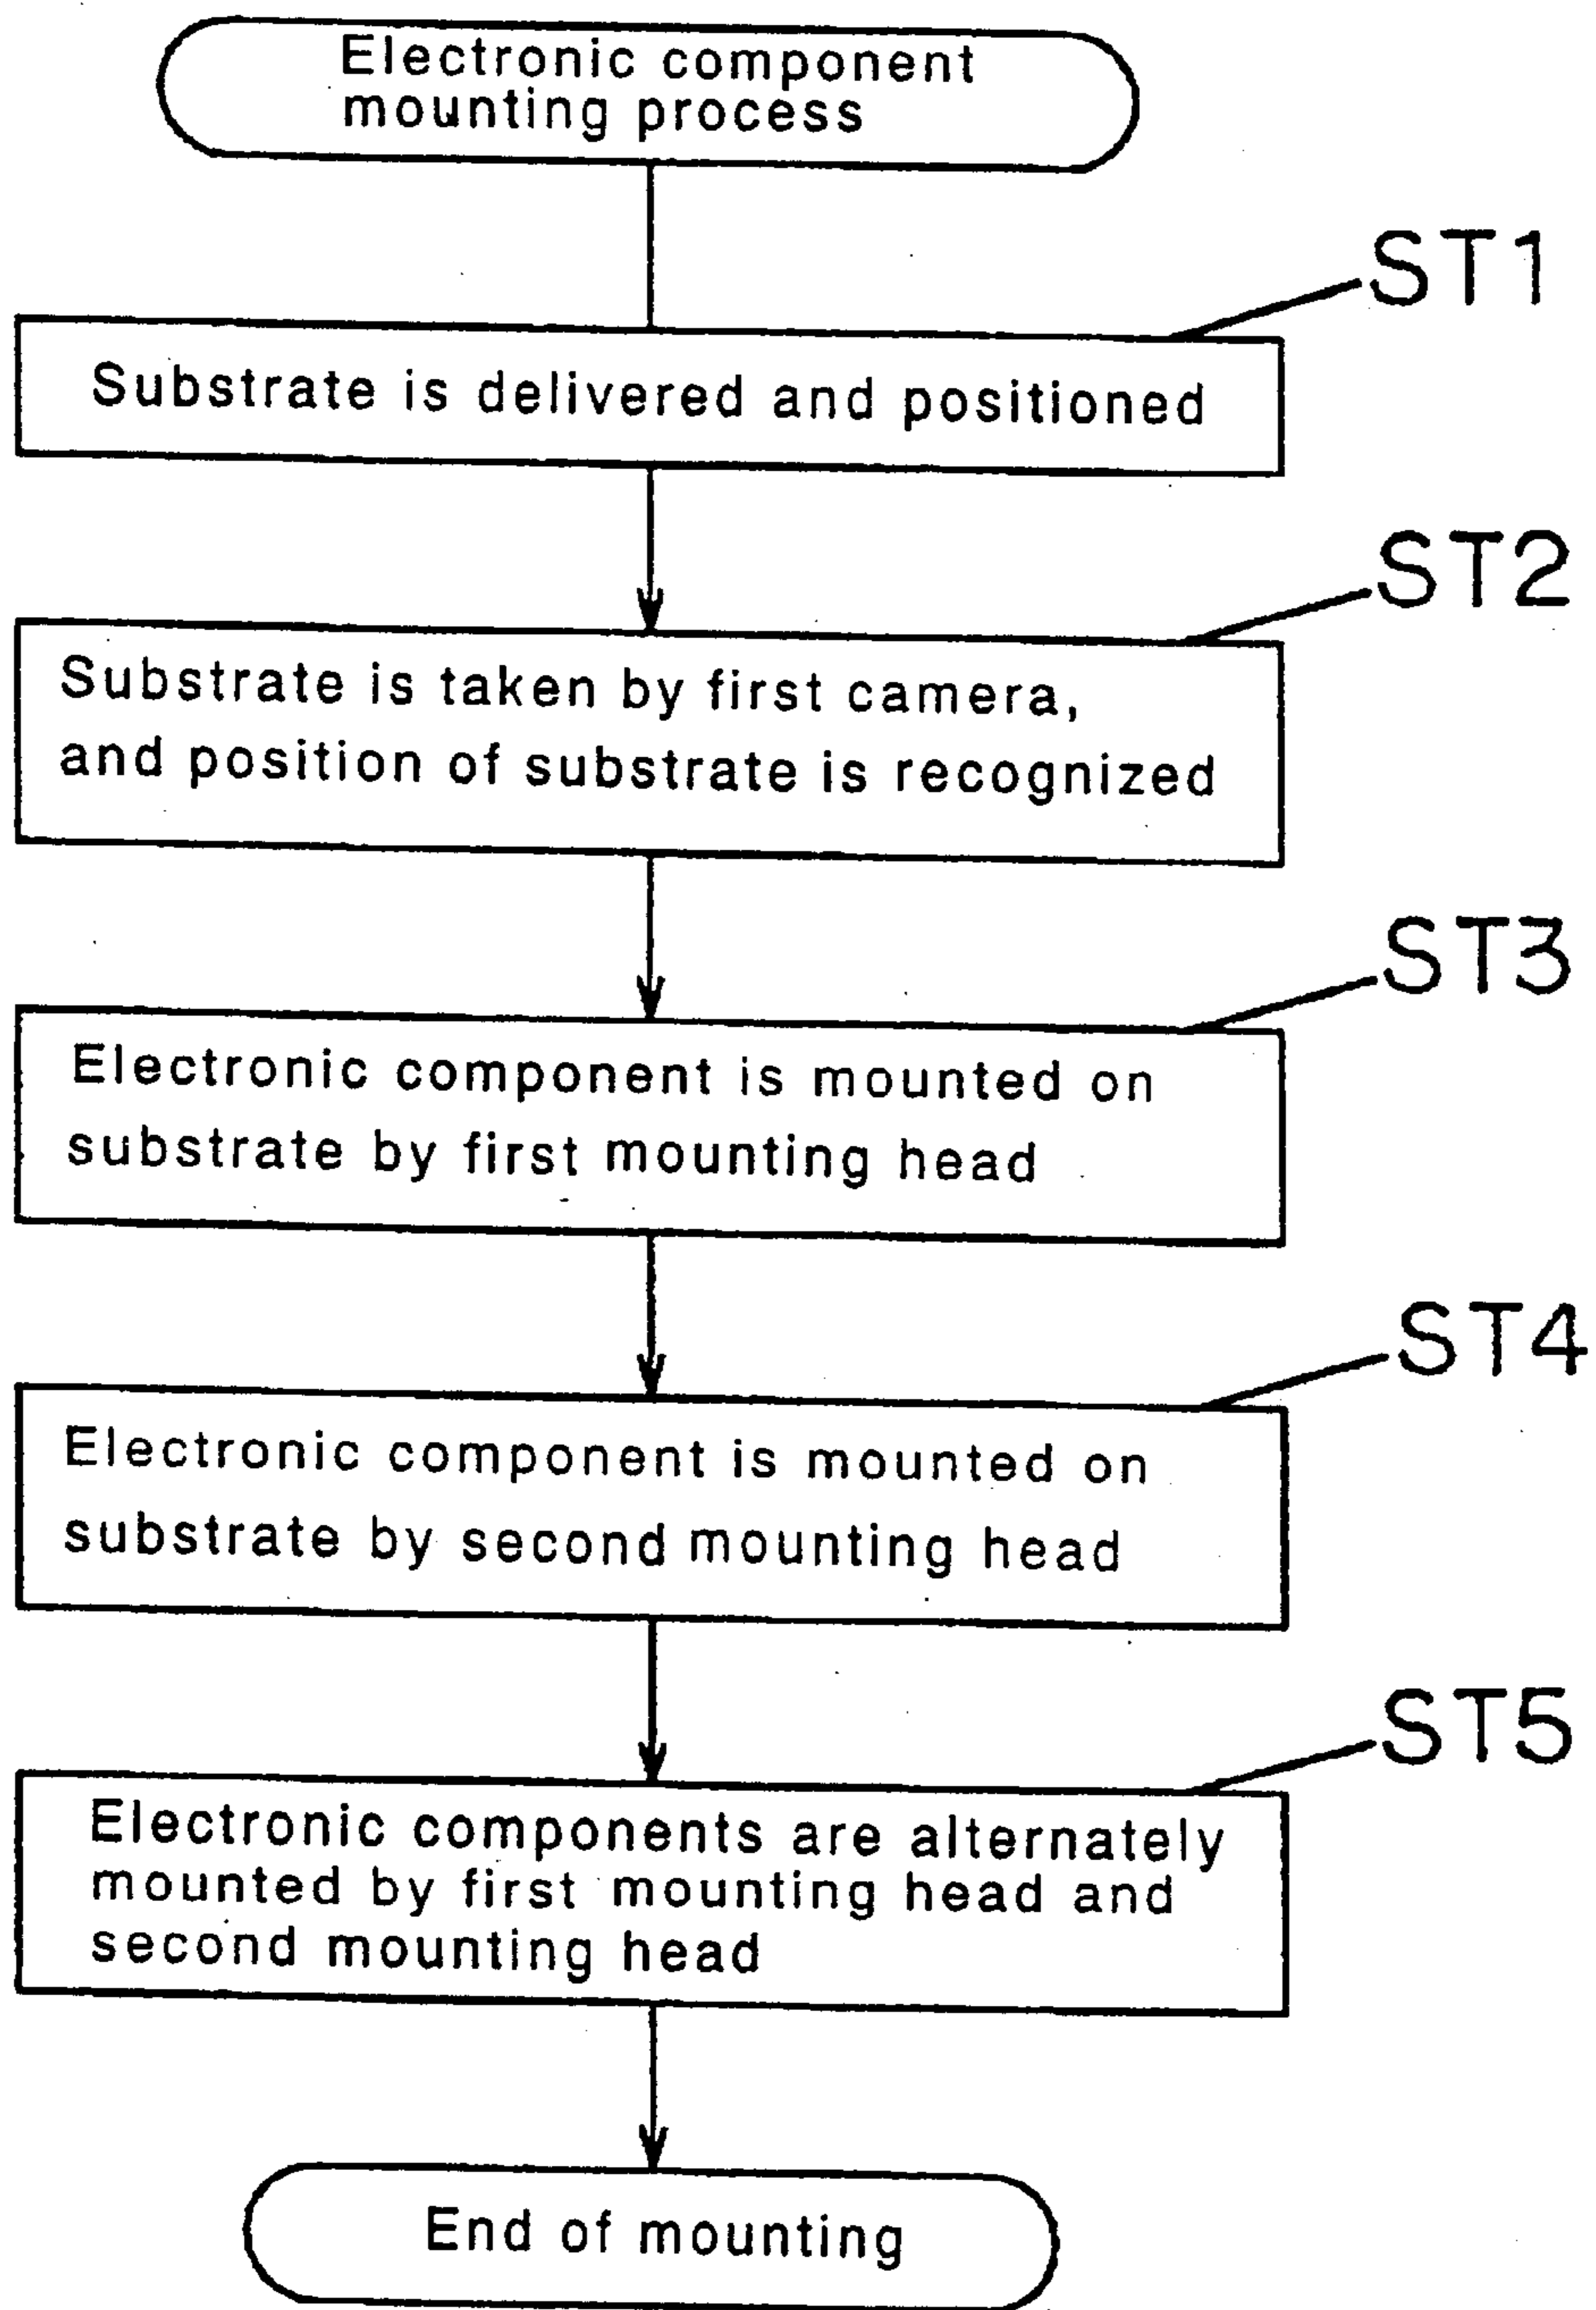 Electronic component
mounting process
ST1
Substrate is delivered and positioned
ST2
Substrate is taken by first camera,
and position of substrate is recognized
ST3
Electronic component is mounted on
substrate by first mounting head
ST4
Electronic component is mounted on
substrate by second mounting head
ST5
Electronic components are alternately
mounted by first mounting head and
second mounting head
End of mounting